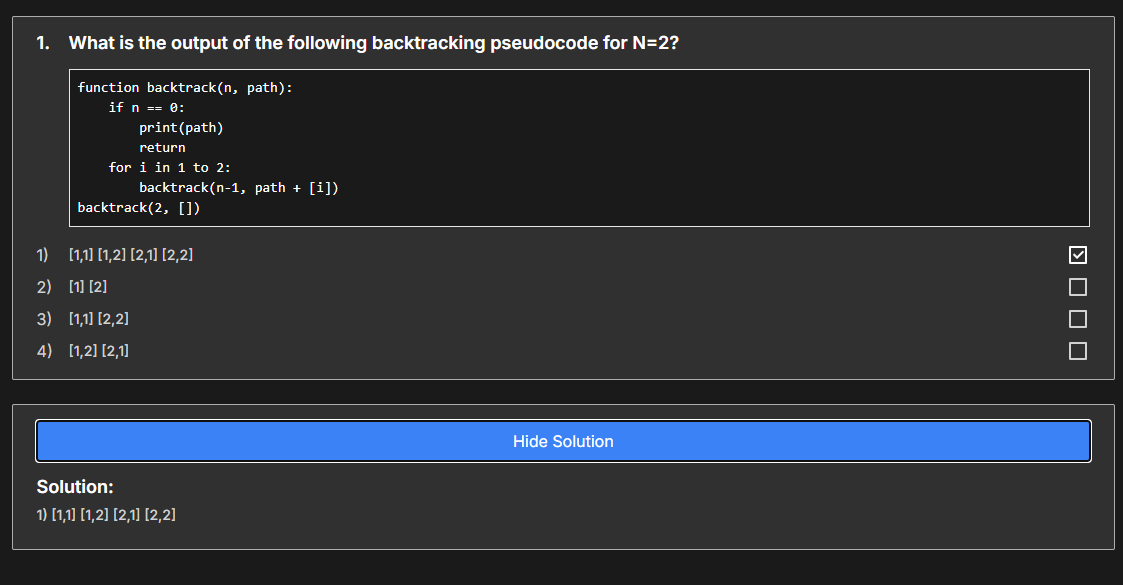 1. What is the output of the following backtracking pseudocode for N=2?
function backtrack(n, path):
    if n == 0:
        print(path)
        return
    for i in 1 to 2:
        backtrack(n-1, path + [i])
backtrack(2, [])
1) [1,1] [1,2] [2,1] [2,2]
2) [1] [2]
3) [1,1] [2,2]
4) [1,2] [2,1]
Hide Solution
Solution:
1) [1,1] [1,2] [2,1] [2,2]